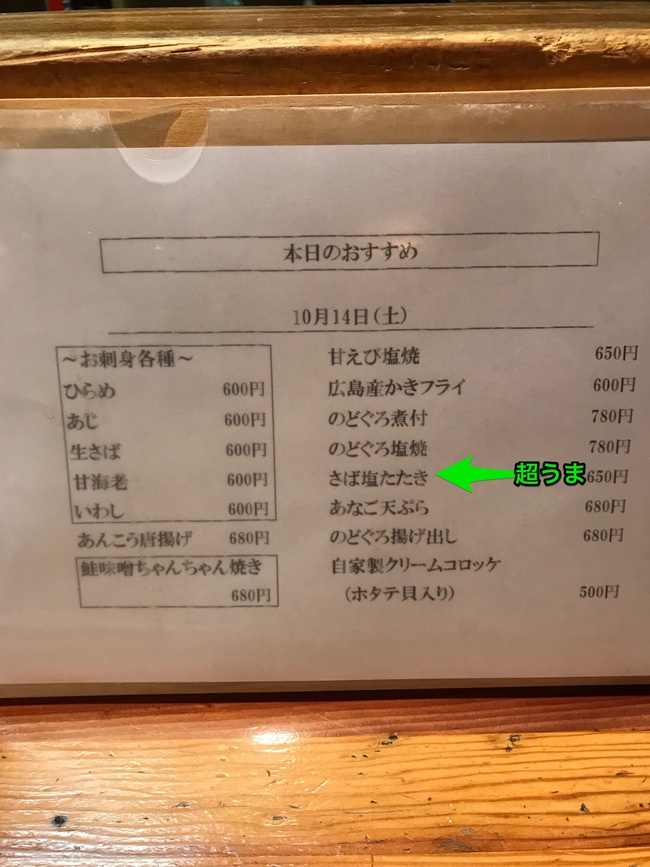 本日のおすすめ
10月14日(土)
～お刺身各種～
ひらめ 600円
あじ 600円
生さば 600円
甘海老 600円
いわし 600円
あんこう唐揚げ 680円
鮭味噌ちゃんちゃん焼き
680円
甘えび塩焼 650円
広島産かきフライ 600円
のどぐろ煮付 780円
のどぐろ塩焼 780円
さば塩たたき 超うま 650円
あなご天ぷら 680円
のどぐろ揚げ出し 680円
自家製クリームコロッケ
(ホタテ貝入り) 500円